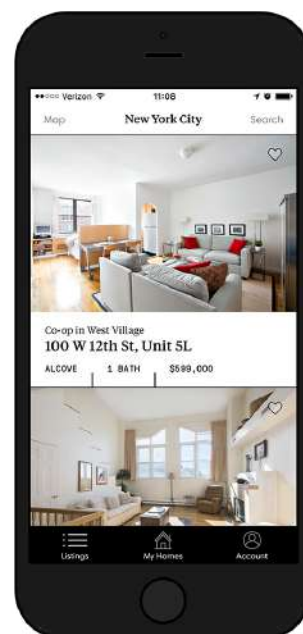 Verizon 11:08
Map New York City Search
Co-op in West Village
100 W 12th St, Unit 5L
ALCOVE 1 BATH $599,000
Listings My Homes Account